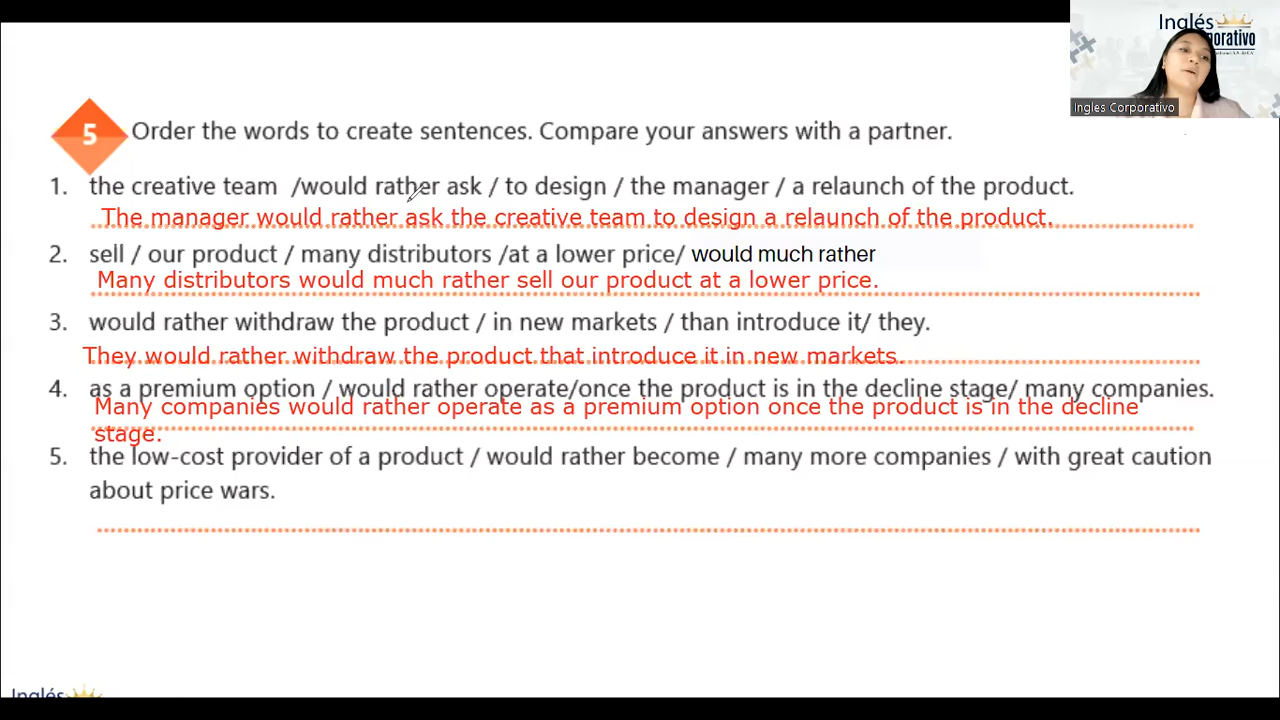 Inglés
porativo
Ingles Corporativo
5 Order the words to create sentences. Compare your answers with a partner.
1. the creative team /would rather ask / to design / the manager / a relaunch of the product.
The manager would rather ask the creative team to design a relaunch of the product.
2. sell / our product / many distributors /at a lower price/ would much rather
Many distributors would much rather sell our product at a lower price.
3. would rather withdraw the product / in new markets / than introduce it/ they.
They would rather withdraw the product that introduce it in new markets.
4. as a premium option / would rather operate/once the product is in the decline stage/ many companies.
Many companies would rather operate as a premium option once the product is in the decline
stage.
5. the low-cost provider of a product / would rather become / many more companies / with great caution
about price wars.
Inglés